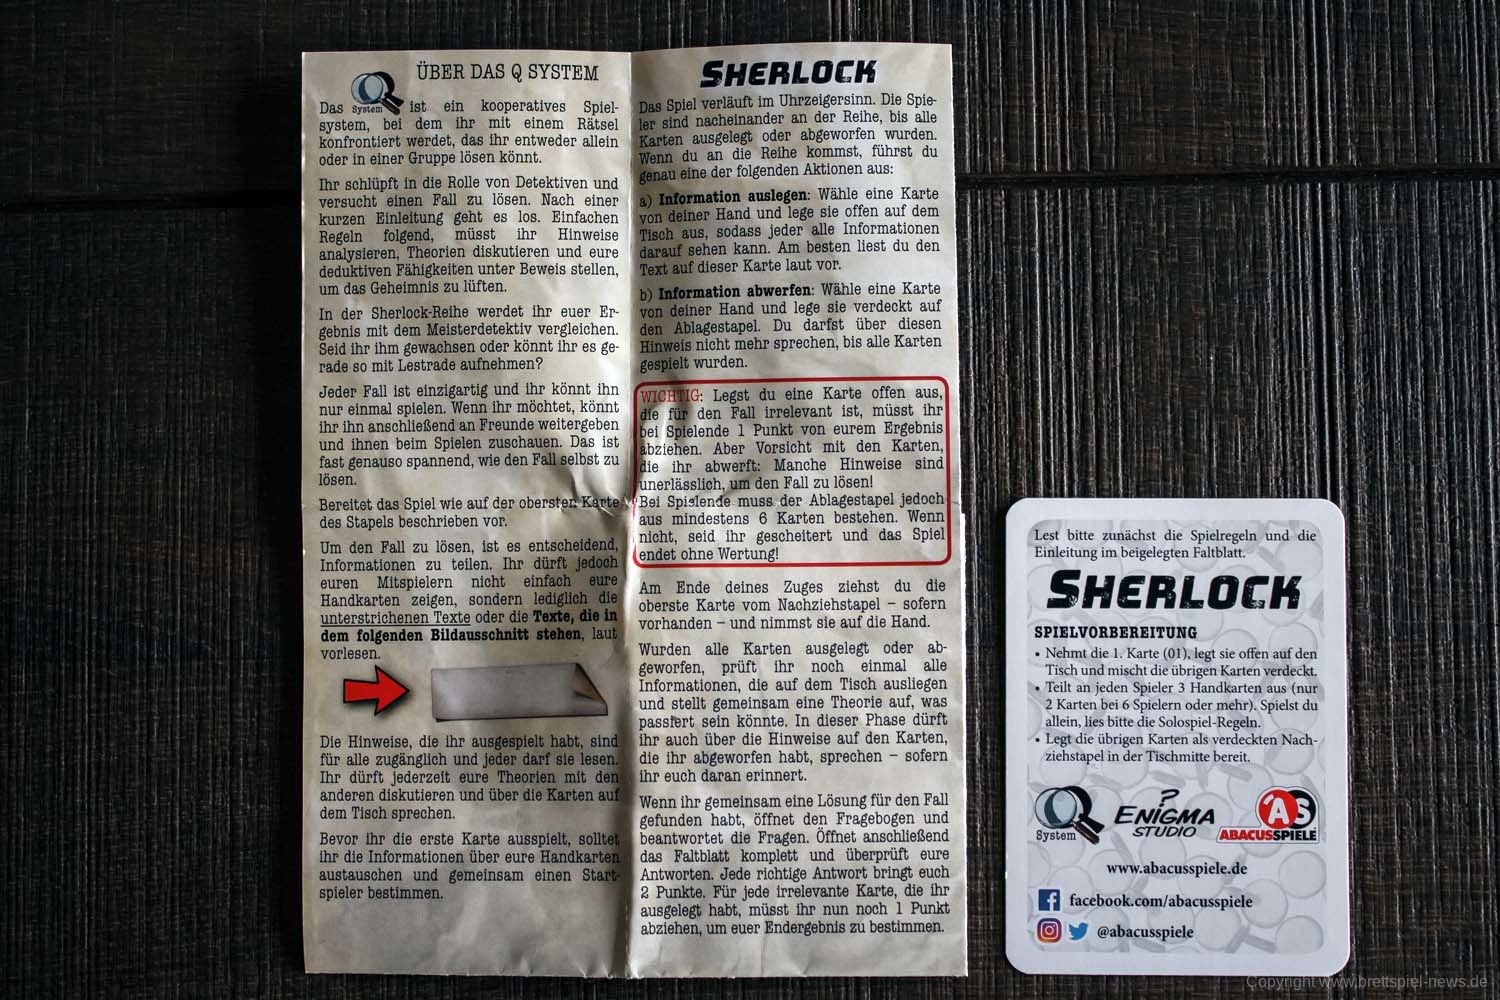 ÜBER DAS Q SYSTEM
Das System ist ein kooperatives Spiel-
system, bei dem ihr mit einem Rätsel
konfrontiert werdet, das ihr entweder allein
oder in einer Gruppe lösen könnt.
Ihr schlüpft in die Rolle von Detektiven und
versucht einen Fall zu lösen. Nach einer
kurzen Einleitung geht es los. Einfachen
Regeln folgend, müsst ihr Hinweise
analysieren, Theorien diskutieren und eure
deduktiven Fähigkeiten unter Beweis stellen,
um das Geheimnis zu lüften.
In der Sherlock-Reihe werdet ihr euer Er-
gebnis mit dem Meisterdetektiv vergleichen.
Seid ihr ihm gewachsen oder könnt ihr es ge-
rade so mit Lestrade aufnehmen?
Jeder Fall ist einzigartig und ihr könnt ihn
nur einmal spielen. Wenn ihr möchtet, könnt
ihr ihn anschließend an Freunde weitergeben
und ihnen beim Spielen zuschauen. Das ist
fast genauso spannend, wie den Fall selbst zu
lösen.
Bereitet das Spiel wie auf der obersten Karte
des Stapels beschrieben vor.
Um den Fall zu lösen, ist es entscheidend,
Informationen zu teilen. Ihr dürft jedoch
euren Mitspielern nicht einfach eure
Handkarten zeigen, sondern lediglich die
unterstrichenen Texte oder die Texte, die in
dem folgenden Bildausschnitt stehen, laut
vorlesen.
Die Hinweise, die ihr ausgespielt habt, sind
für alle zugänglich und jeder darf sie lesen.
Ihr dürft jederzeit eure Theorien mit den
anderen diskutieren und über die Karten auf
dem Tisch sprechen.
Bevor ihr die erste Karte ausspielt, solltet
ihr die Informationen über eure Handkarten
austauschen und gemeinsam einen Start-
spieler bestimmen.
SHERLOCK
Das Spiel verläuft im Uhrzeigersinn. Die Spie-
ler sind nacheinander an der Reihe, bis alle
Karten ausgelegt oder abgeworfen wurden.
Wenn du an die Reihe kommst, führst du
genau eine der folgenden Aktionen aus:
a) Information auslegen: Wähle eine Karte
von deiner Hand und lege sie offen auf dem
Tisch aus, sodass jeder alle Informationen
darauf sehen kann. Am besten liest du den
Text auf dieser Karte laut vor.
b) Information abwerfen: Wähle eine Karte
von deiner Hand und lege sie verdeckt auf
den Ablagestapel. Du darfst über diesen
Hinweis nicht mehr sprechen, bis alle Karten
gespielt wurden.
WICHTIG: Legst du eine Karte offen aus,
die für den Fall irrelevant ist, müsst ihr
bei Spielende 1 Punkt von eurem Ergebnis
abziehen. Aber Vorsicht mit den Karten,
die ihr abwerft: Manche Hinweise sind
unerlässlich, um den Fall zu lösen!
Bei Spielende muss der Ablagestapel jedoch
aus mindestens 6 Karten bestehen. Wenn
nicht, seid ihr gescheitert und das Spiel
endet ohne Wertung!
Am Ende deines Zuges ziehst du die
oberste Karte vom Nachziehstapel – sofern
vorhanden – und nimmst sie auf die Hand.
Wurden alle Karten ausgelegt oder ab-
geworfen, prüft ihr noch einmal alle
Informationen, die auf dem Tisch ausliegen
und stellt gemeinsam eine Theorie auf, was
passiert sein könnte. In dieser Phase dürft
ihr auch über die Hinweise auf den Karten,
die ihr abgeworfen habt, sprechen – sofern
ihr euch daran erinnert.
Wenn ihr gemeinsam eine Lösung für den Fall
gefunden habt, öffnet den Fragebogen und
beantwortet die Fragen. Öffnet anschließend
das Faltblatt komplett und überprüft eure
Antworten. Jede richtige Antwort bringt euch
2 Punkte. Für jede irrelevante Karte, die ihr
ausgelegt habt, müsst ihr nun noch 1 Punkt
abziehen, um euer Endergebnis zu bestimmen.
Lest bitte zunächst die Spielregeln und die
Einleitung im beigelegten Faltblatt.
SHERLOCK
SPIELVORBEREITUNG
• Nehmt die 1. Karte (01), legt sie offen auf den
Tisch und mischt die übrigen Karten verdeckt.
• Teilt an jeden Spieler 3 Handkarten aus (nur
2 Karten bei 6 Spielern oder mehr). Spielst du
allein, lies bitte die Solospiel-Regeln.
• Legt die übrigen Karten als verdeckten Nach-
ziehstapel in der Tischmitte bereit.
System
?
ENIGMA
STUDIO
AS
ABACUSSPIELE
www.abacusspiele.de
facebook.com/abacusspiele
@abacusspiele
Copyright www.brettspiel-news.de